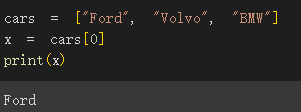 cars = ["Ford", "Volvo", "BMW"]
x = cars[0]
print(x)
Ford